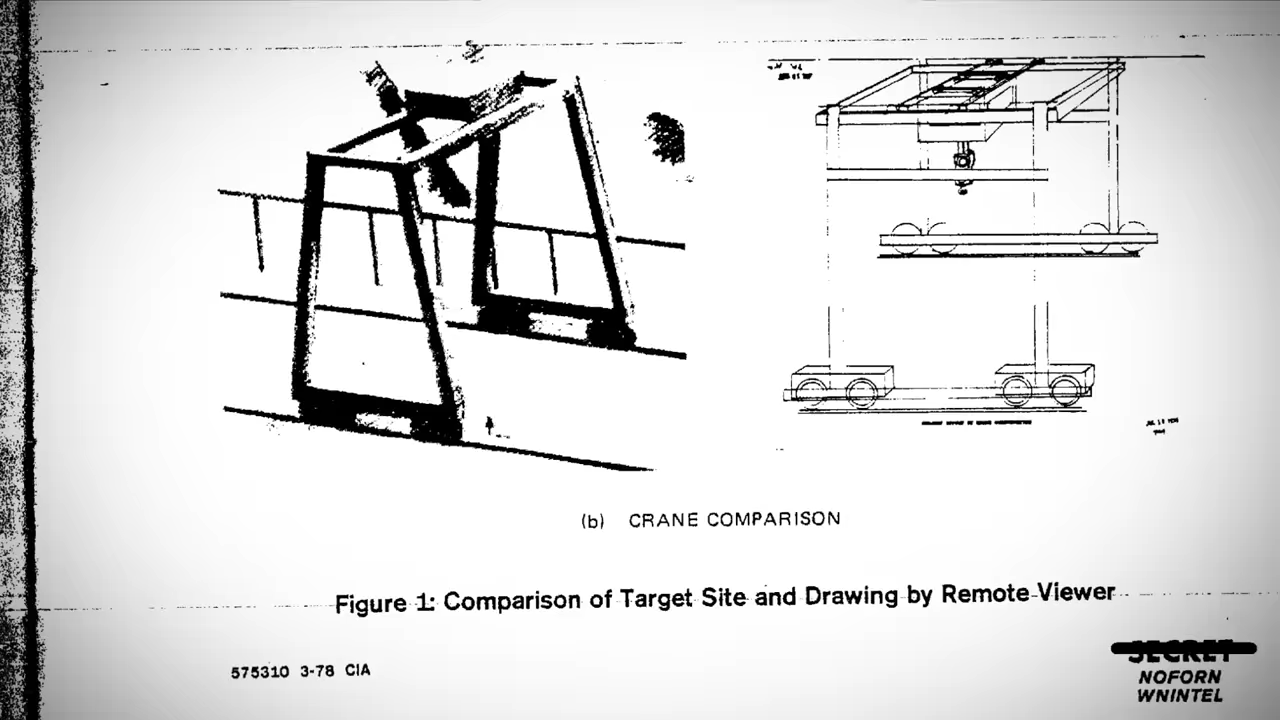 (b) CRANE COMPARISON
Figure 1: Comparison of Target Site and Drawing by Remote Viewer
575310 3-78 CIA
SECRET
NOFORN
WNINTEL